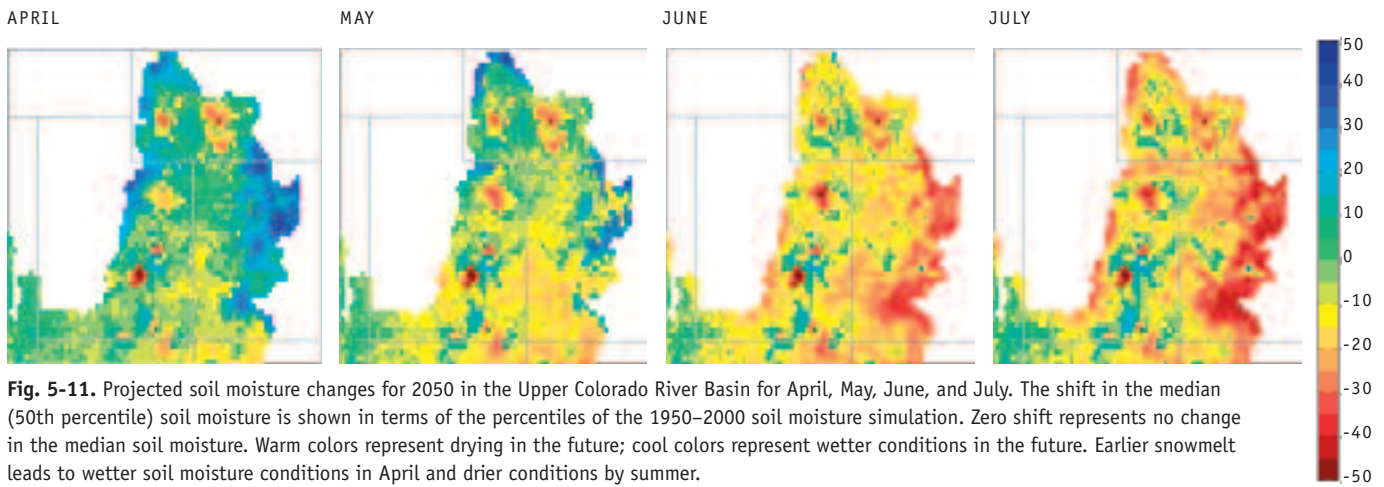 APRIL
MAY
JUNE
JULY
50
40
30
20
10
0
-10
-20
-30
-40
-50
Fig. 5-11. Projected soil moisture changes for 2050 in the Upper Colorado River Basin for April, May, June, and July. The shift in the median
(50th percentile) soil moisture is shown in terms of the percentiles of the 1950–2000 soil moisture simulation. Zero shift represents no change
in the median soil moisture. Warm colors represent drying in the future; cool colors represent wetter conditions in the future. Earlier snowmelt
leads to wetter soil moisture conditions in April and drier conditions by summer.